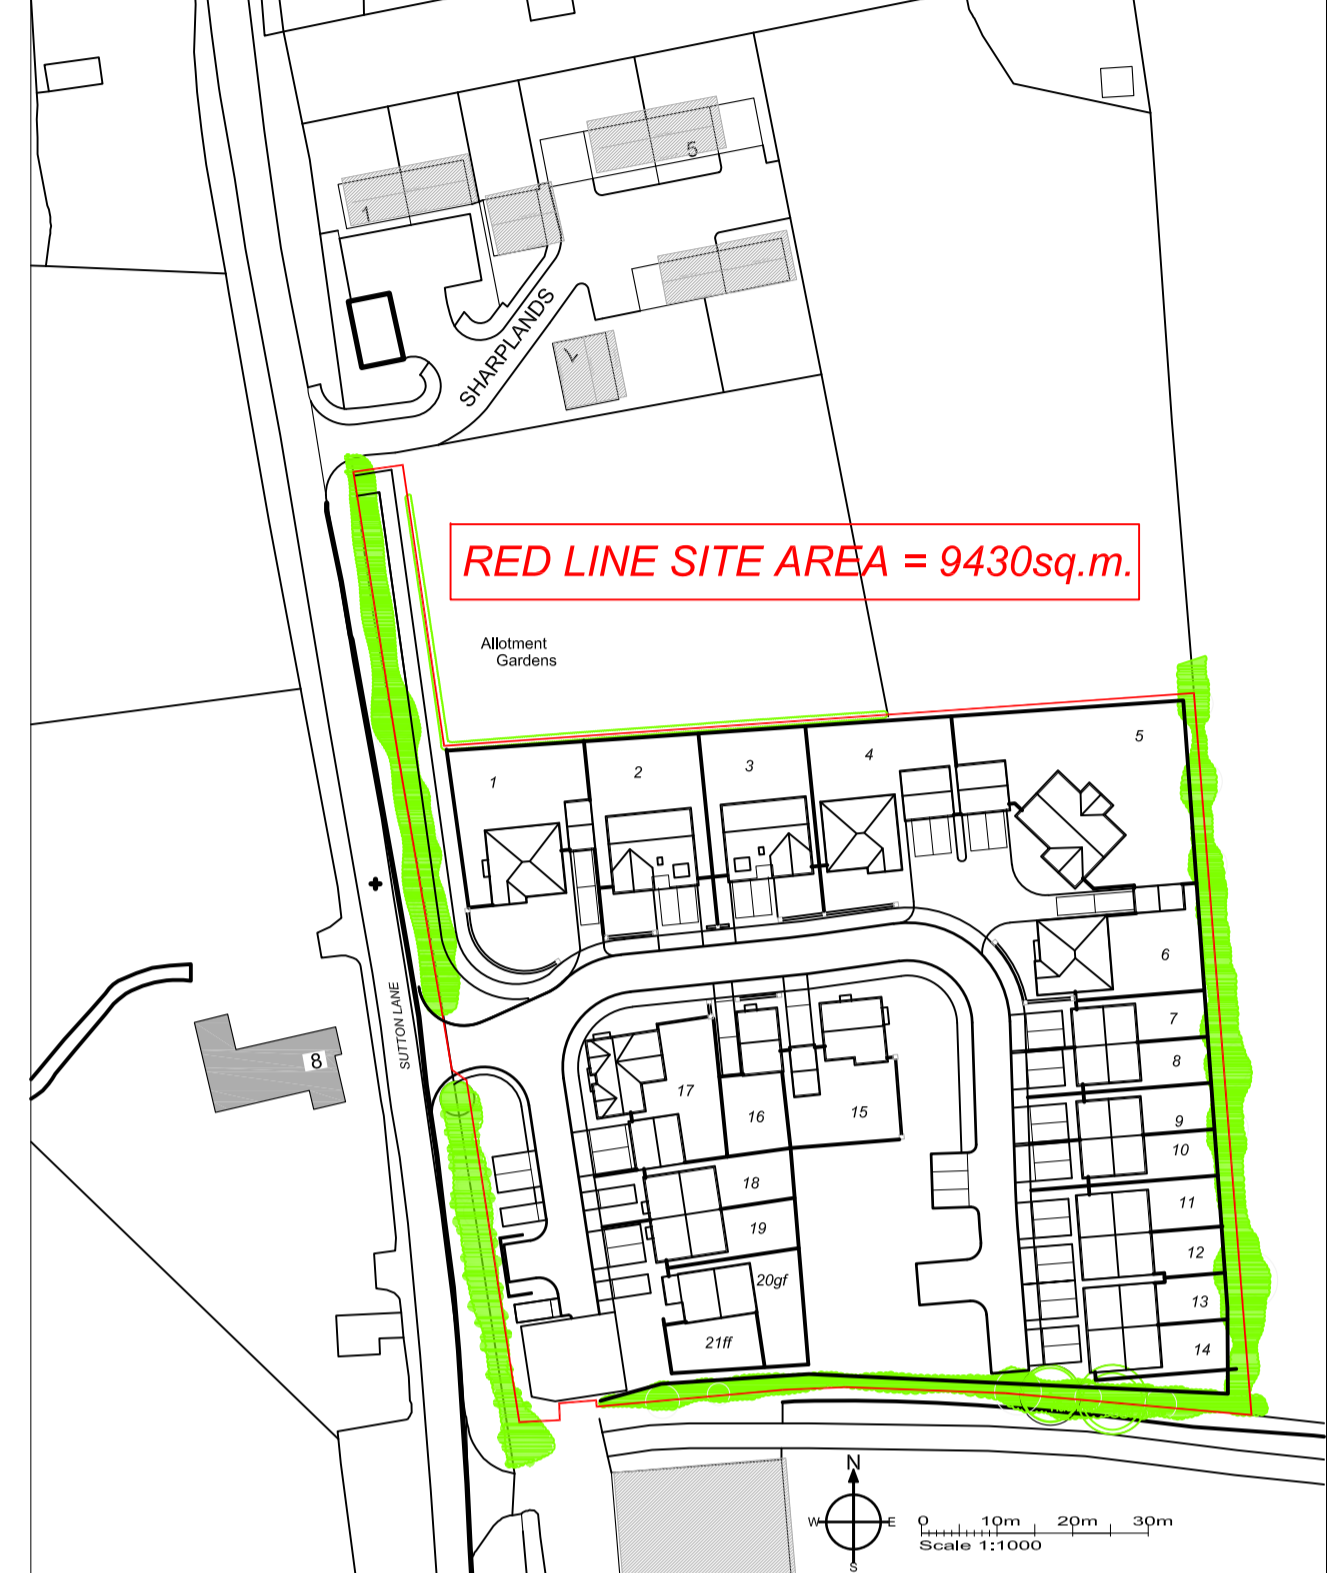 5
1
SHARPLANDS
7
RED LINE SITE AREA = 9430sq.m.
Allotment
Gardens
5
4
3
2
1
6
SUTTON LANE
7
8
8
17
16
15
9
10
18
11
19
12
20gf
13
21ff
14
N
W
E
S
0 10m 20m 30m
Scale 1:1000